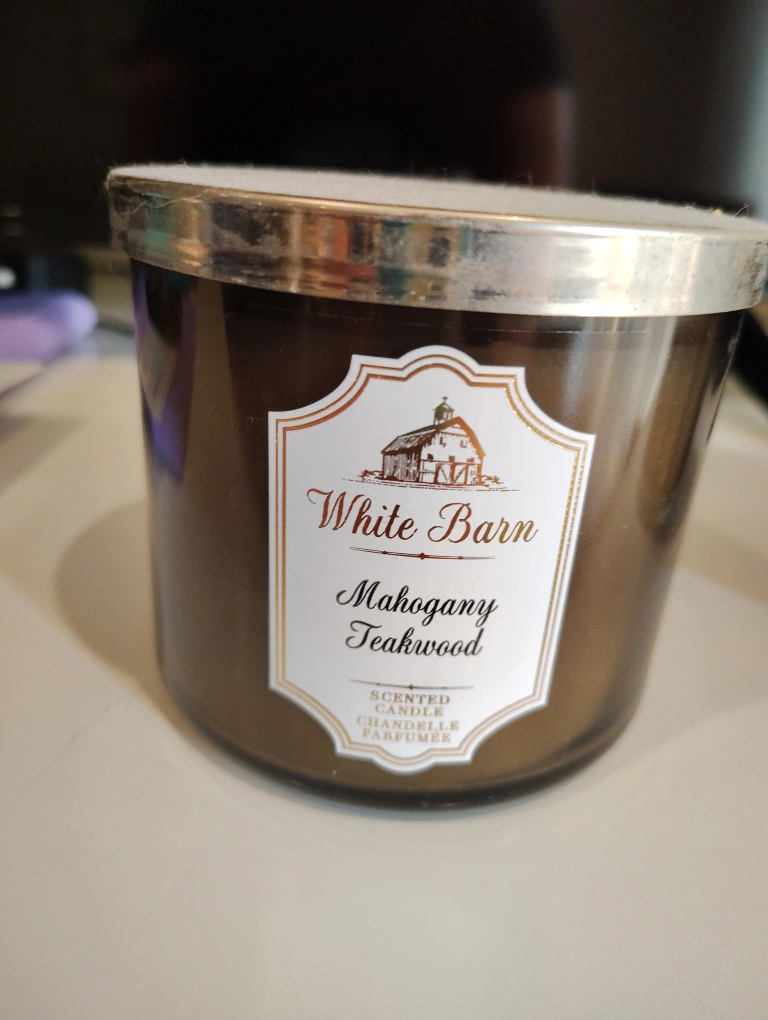 White Barn
Mahogany
Teakwood
SCENTED
CANDLE
CHANDELLE
PARFUMÉE